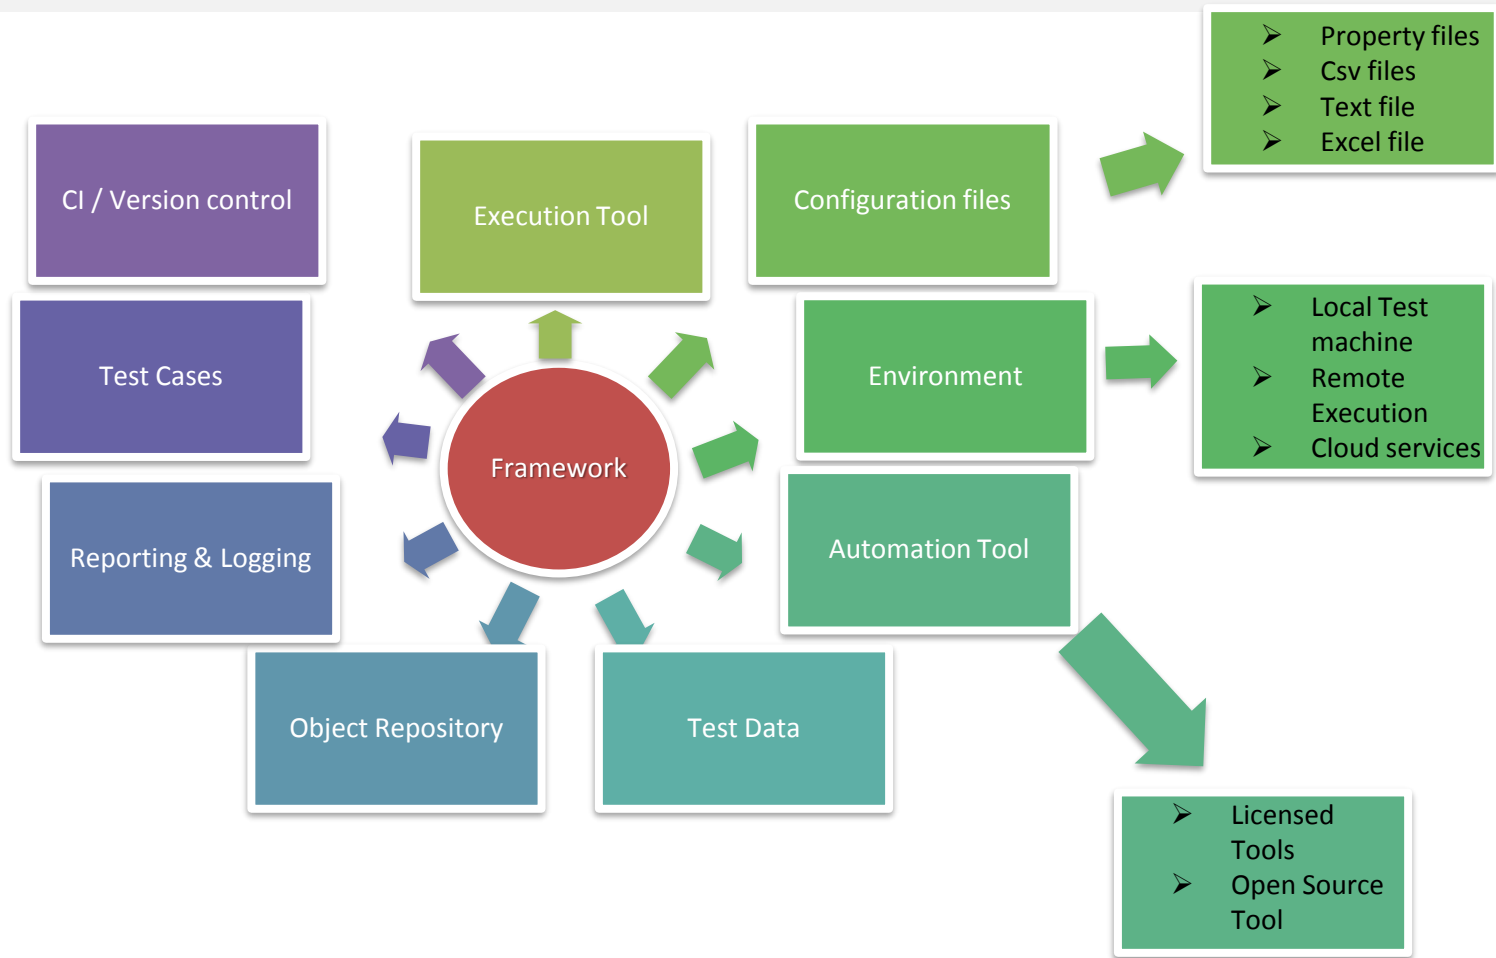 Property files
Csv files
Text file
Excel file
CI / Version control
Execution Tool
Configuration files
Local Test
machine
Remote
Execution
Cloud services
Test Cases
Environment
Framework
Reporting & Logging
Automation Tool
Object Repository
Test Data
Licensed
Tools
Open Source
Tool